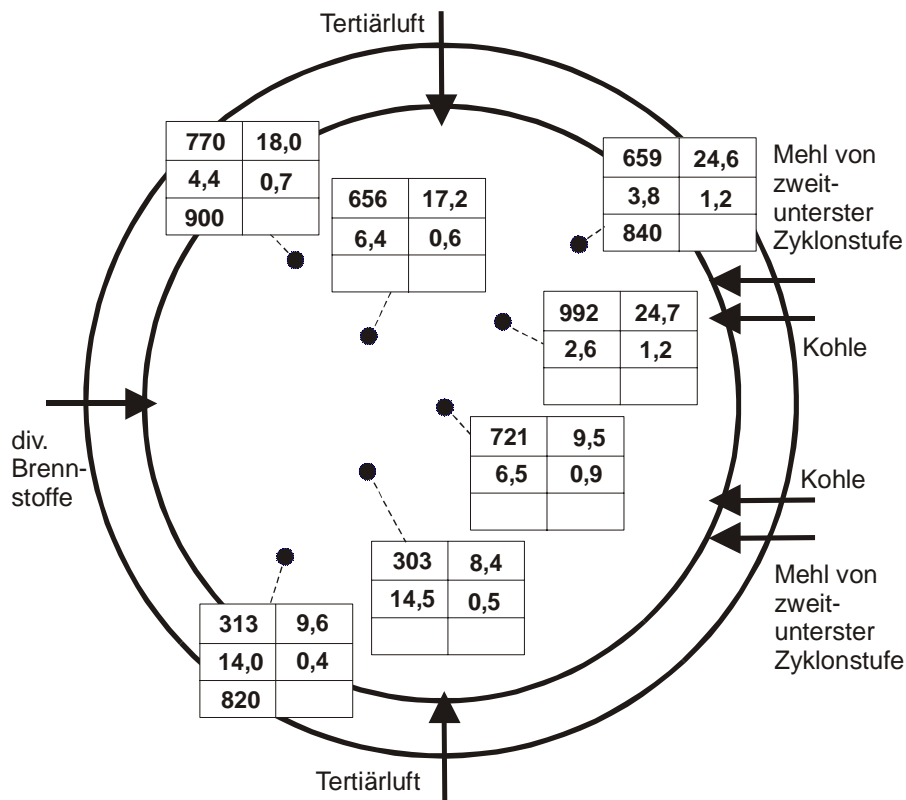 Tertiärluft
770 18,0
4,4 0,7
900
656 17,2
6,4 0,6
659 24,6
3,8 1,2
840
Mehl von
zweit-
unterster
Zyklonstufe
992 24,7
2,6 1,2
Kohle
div.
Brenn-
stoffe
721 9,5
6,5 0,9
Kohle
303 8,4
14,5 0,5
Mehl von
zweit-
unterster
Zyklonstufe
313 9,6
14,0 0,4
820
Tertiärluft